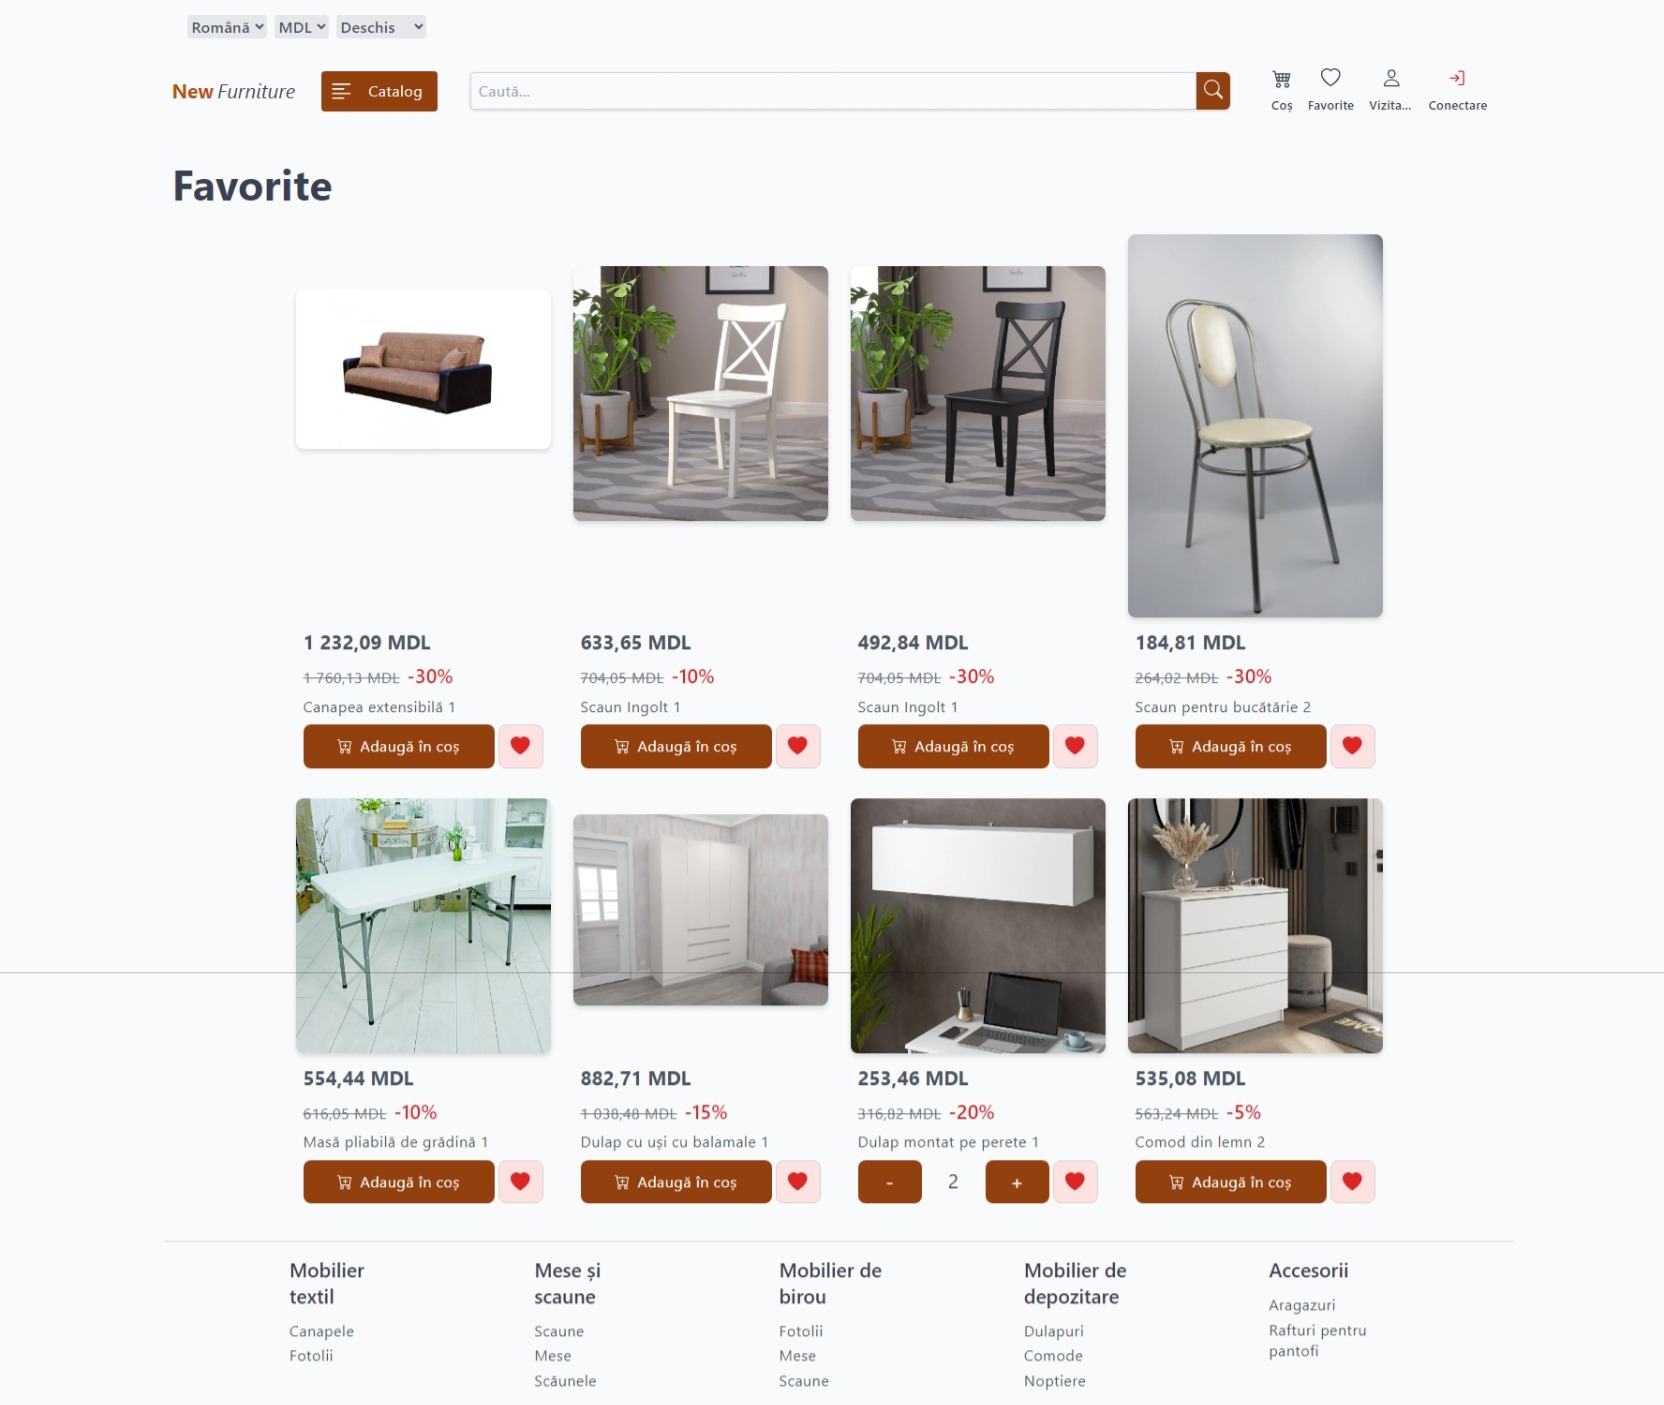 Română MDL Deschis
New Furniture Catalog Caută... Coș Favorite Vizita... Conectare
Favorite
1 232,09 MDL
1 760,13 MDL -30%
Canapea extensibilă 1
Adaugă în coș
633,65 MDL
704,05 MDL -10%
Scaun Ingolt 1
Adaugă în coș
492,84 MDL
704,05 MDL -30%
Scaun Ingolt 1
Adaugă în coș
184,81 MDL
264,02 MDL -30%
Scaun pentru bucătărie 2
Adaugă în coș
554,44 MDL
616,05 MDL -10%
Masă pliabilă de grădină 1
Adaugă în coș
882,71 MDL
1 038,48 MDL -15%
Dulap cu uși cu balamale 1
Adaugă în coș
253,46 MDL
316,82 MDL -20%
Dulap montat pe perete 1
- 2 +
HOME
535,08 MDL
563,24 MDL -5%
Comod din lemn 2
Adaugă în coș
Mobilier
textil
Canapele
Fotolii
Mese și
scaune
Scaune
Mese
Scăunele
Mobilier de
birou
Fotolii
Mese
Scaune
Mobilier de
depozitare
Dulapuri
Comode
Noptiere
Accesorii
Aragazuri
Rafturi pentru
pantofi